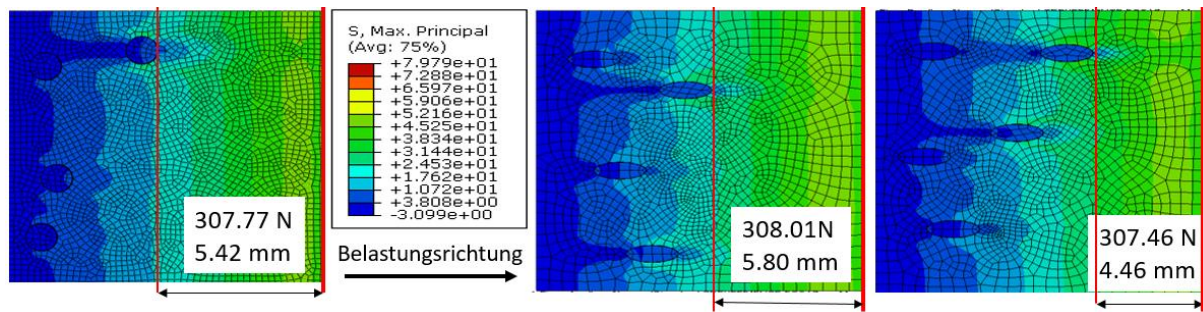 307.77 N
5.42 mm
S, Max. Principal
(Avg: 75%)
+7.979e+01
+7.288e+01
+6.597e+01
+5.906e+01
+5.216e+01
+4.525e+01
+3.834e+01
+3.144e+01
+2.453e+01
+1.762e+01
+1.072e+01
+3.808e+00
-3.099e+00
Belastungsrichtung
308.01N
5.80 mm
307.46 N
4.46 mm